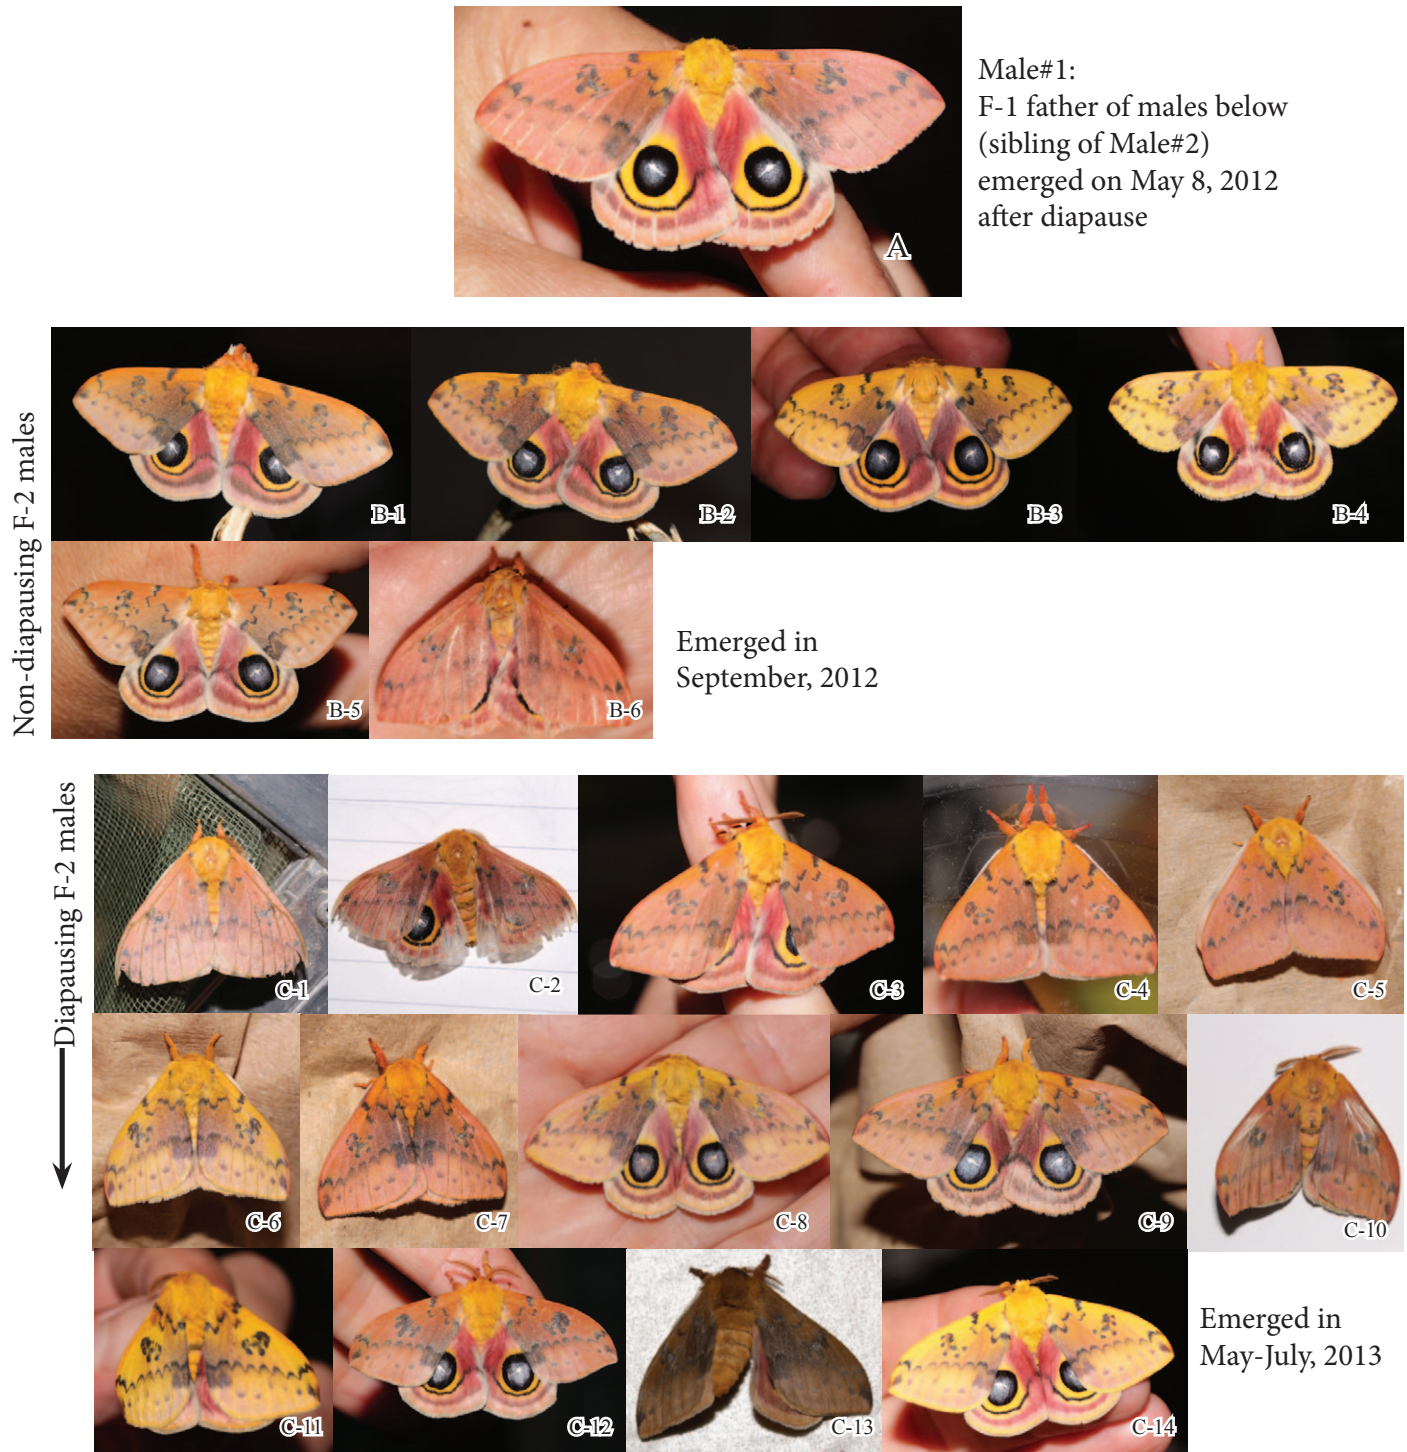 Male#1:
F-1 father of males below
(sibling of Male#2)
emerged on May 8, 2012
after diapause
A
Non-diapausing F-2 males
B-1
B-2
B-3
B-4
B-5
B-6
Emerged in
September, 2012
Diapausing F-2 males
C-1
C-2
C-3
C-4
C-5
C-6
C-7
C-8
C-9
C-10
C-11
C-12
C-13
C-14
Emerged in
May-July, 2013